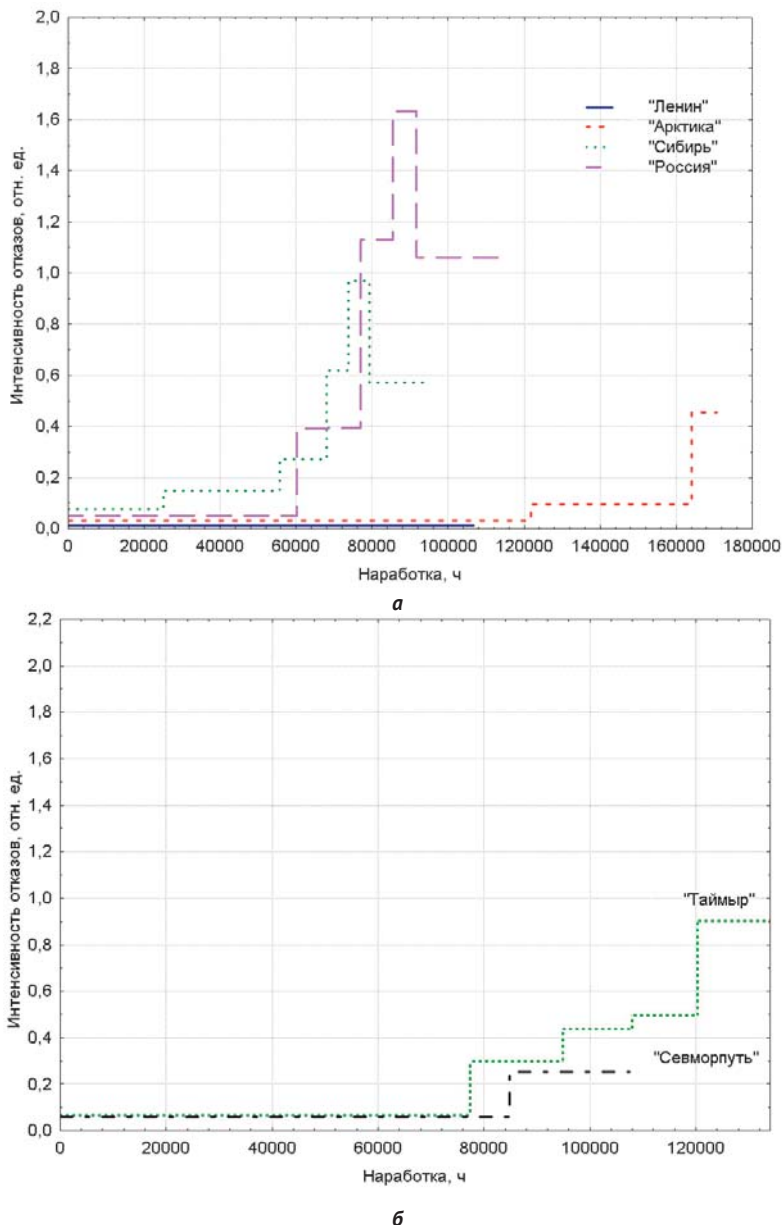 2,0
1,8
1,6
1,4
1,2
1,0
0,8
0,6
0,4
0,2
0,0
Интенсивность отказов, отн. ед.
"Ленин"
"Арктика"
"Сибирь"
"Россия"
0 20000 40000 60000 80000 100000 120000 140000 160000 180000
Наработка, ч
а
2,2
2,0
1,8
1,6
1,4
1,2
1,0
0,8
0,6
0,4
0,2
0,0
Интенсивность отказов, отн. ед.
"Таймыр"
"Севморпуть"
0 20000 40000 60000 80000 100000 120000
Наработка, ч
б